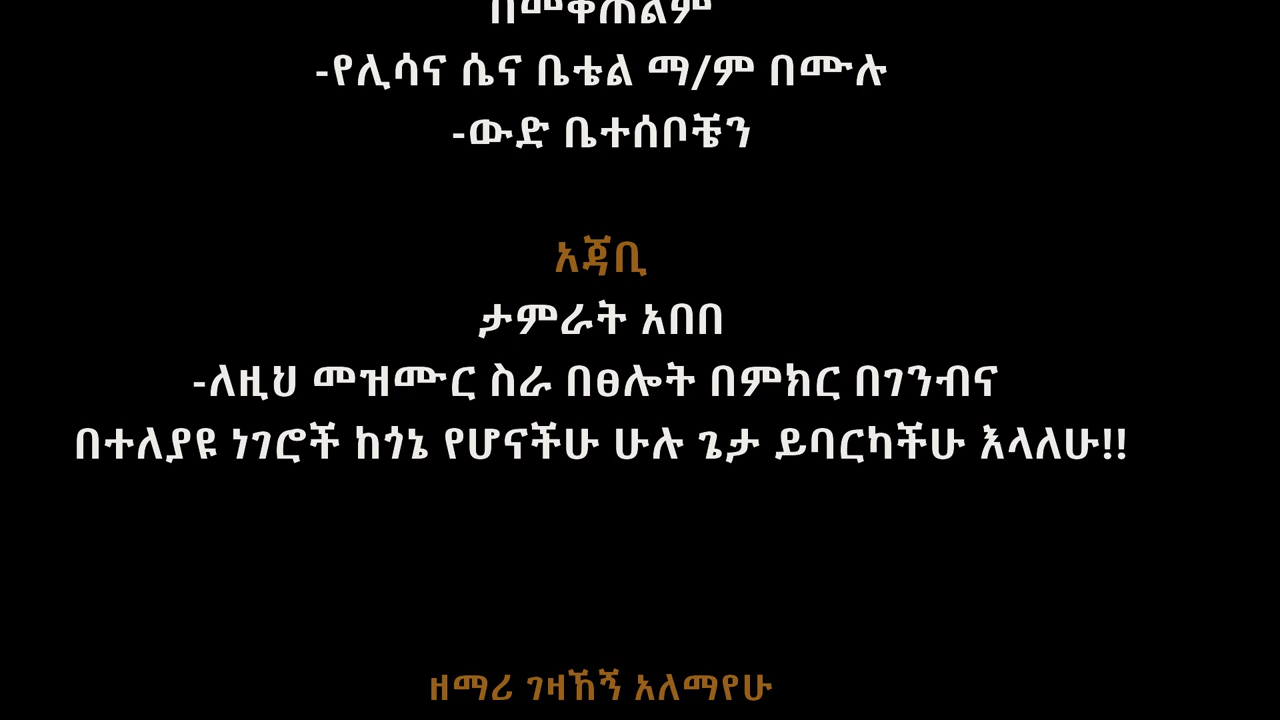 በመቀጠልም
-የሊሳና ሴና ቤቴል ማ/ም በሙሉ
-ውድ ቤተሰቦቼን
አጃቢ
ታምራት አበበ
-ለዚህ መዝሙር ስራ በፀሎት በምክር በገንብና
በተለያዩ ነገሮች ከጎኔ የሆናችሁ ሁሉ ጌታ ይባርካችሁ እላለሁ!!
ዘማሪ ገዛኸኝ አለማየሁ